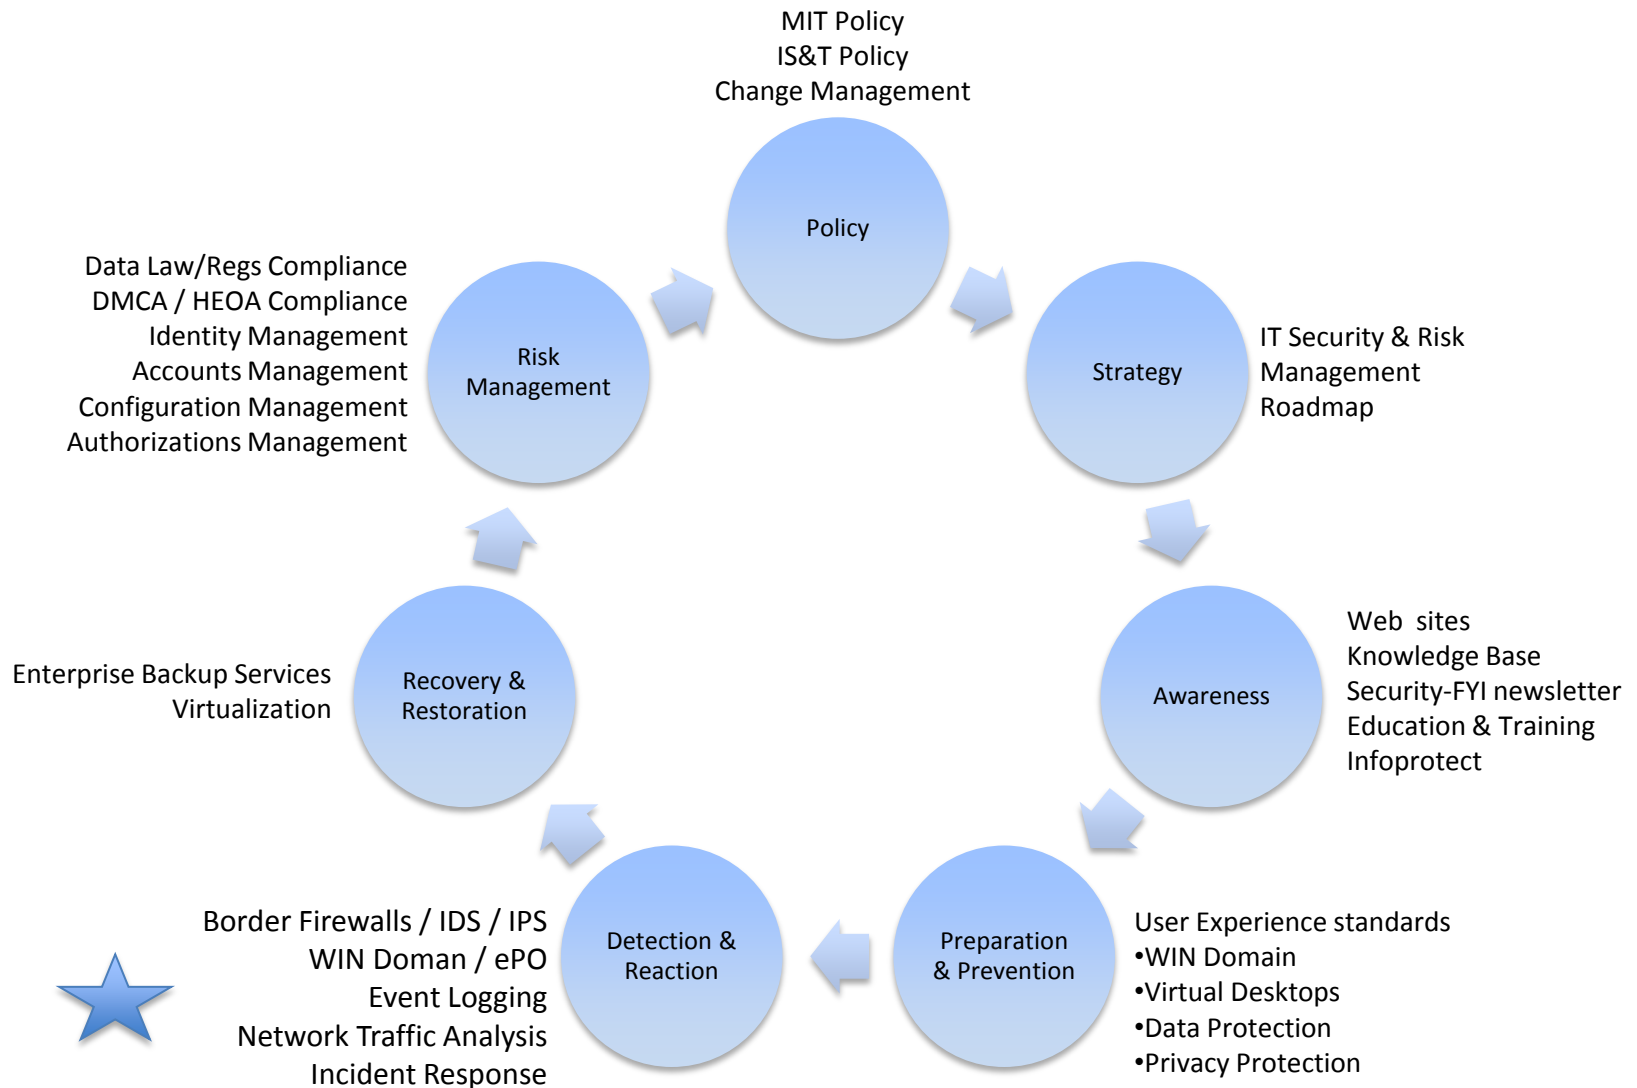 MIT Policy
IS&T Policy
Change Management
Policy
Data Law/Regs Compliance
DMCA / HEOA Compliance
Identity Management
Accounts Management
Configuration Management
Authorizations Management
Risk
Management
Strategy
IT Security & Risk
Management
Roadmap
Enterprise Backup Services
Virtualization
Recovery &
Restoration
Awareness
Web  sites
Knowledge Base
Security-FYI newsletter
Education & Training
Infoprotect
Border Firewalls / IDS / IPS
WIN Doman / ePO
Event Logging
Network Traffic Analysis
Incident Response
Detection &
Reaction
Preparation
& Prevention
User Experience standards
•WIN Domain
•Virtual Desktops
•Data Protection
•Privacy Protection